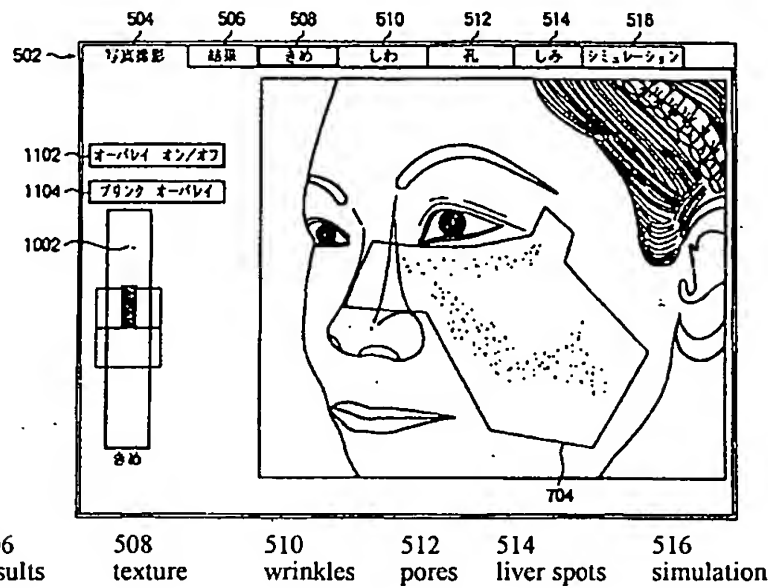 504 506 508 510 512 514 516
502 写真撮影 結果 きめ しわ 孔 しみ シミュレーション
1102 オーバレイ オン/オフ
1104 ブリンク オーバレイ
1002
きめ
704
06 508 510 512 514 516
sults texture wrinkles pores liver spots simulation